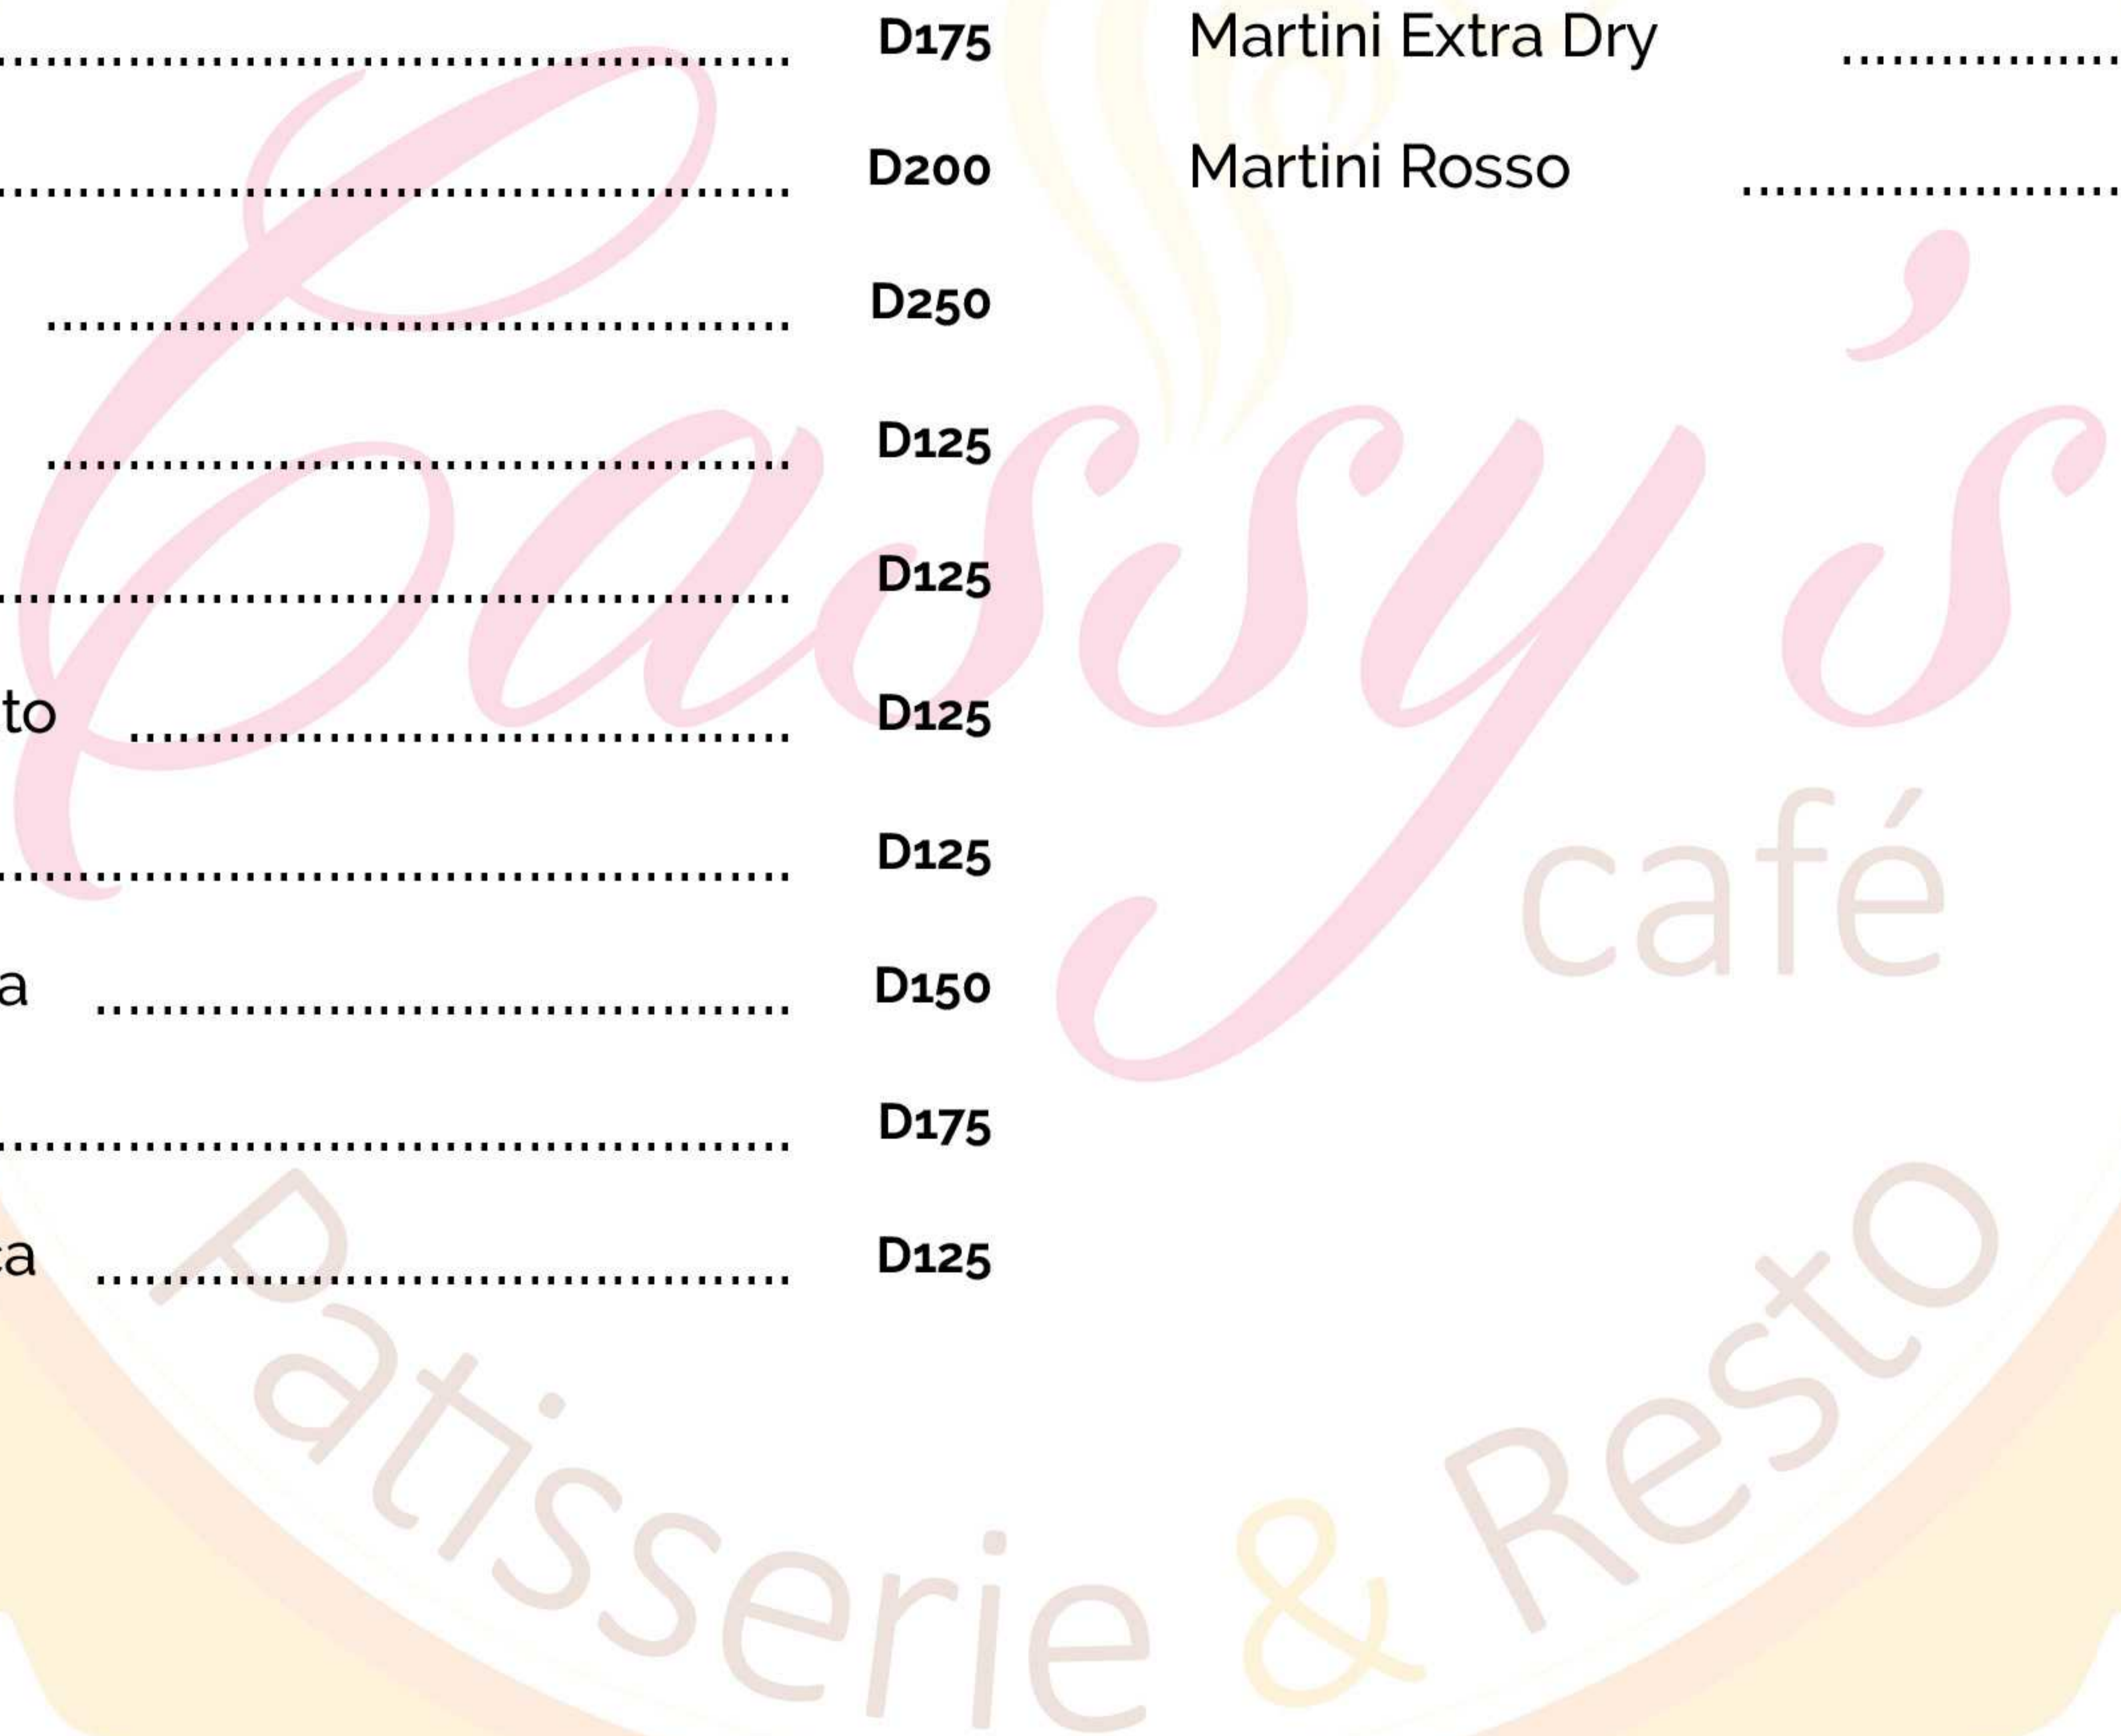 D175 Martini Extra Dry
D200 Martini Rosso
D250
D125
D125
to D125
D125
a D150
D175
ca D125
Cassy's
café
Patisserie & Resto